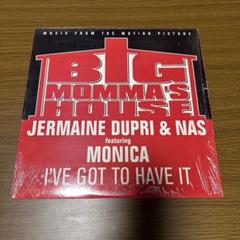 MUSIC FROM THE MOTION PICTURE
BIG
MOMMA'S
HOUSE
JERMAINE DUPRI & NAS
featuring
MONICA
I'VE GOT TO HAVE IT